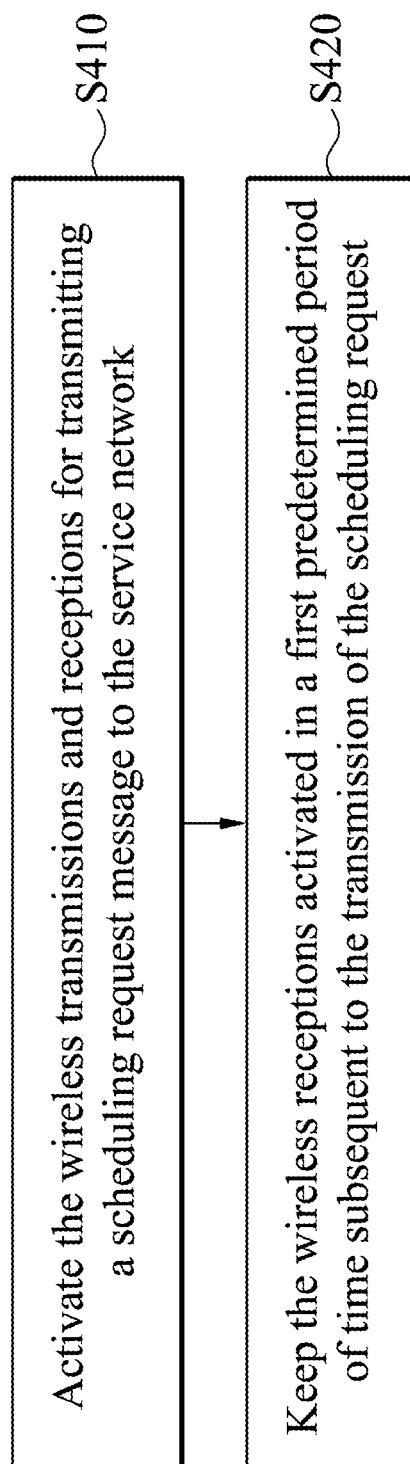 Activate the wireless transmissions and receptions for transmitting
a scheduling request message to the service network
S410
Keep the wireless receptions activated in a first predetermined period
of time subsequent to the transmission of the scheduling request
S420